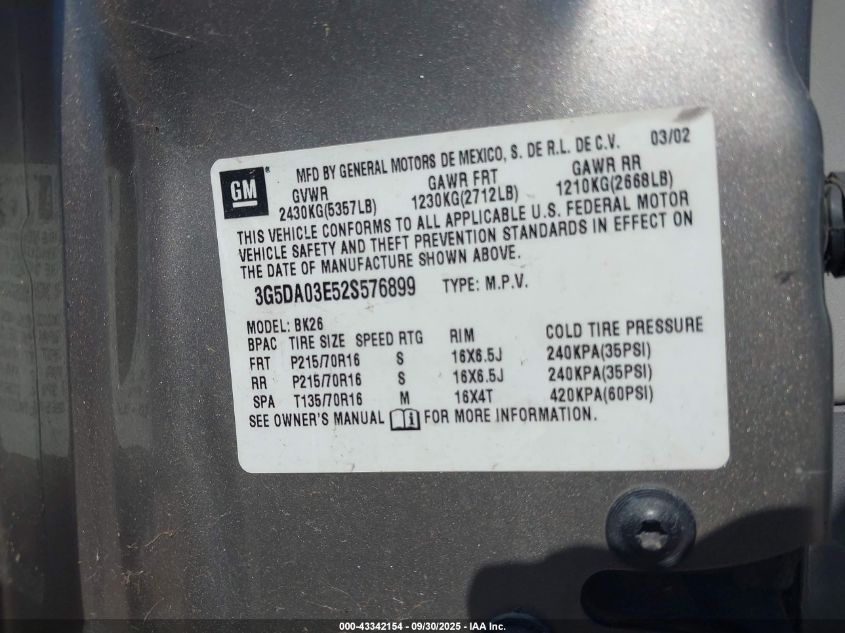 MFD BY GENERAL MOTORS DE MEXICO, S. DE R.L. DE C.V. 03/02
GM
GVWR GAWR FRT GAWR RR
2430KG(5357LB) 1230KG(2712LB) 1210KG(2668LB)
THIS VEHICLE CONFORMS TO ALL APPLICABLE U.S. FEDERAL MOTOR
VEHICLE SAFETY AND THEFT PREVENTION STANDARDS IN EFFECT ON
THE DATE OF MANUFACTURE SHOWN ABOVE.
3G5DA03E52S576899 TYPE: M.P.V.
MODEL: BK26
BPAC TIRE SIZE SPEED RTG RIM COLD TIRE PRESSURE
FRT P215/70R16 S 16X6.5J 240KPA(35PSI)
RR P215/70R16 S 16X6.5J 240KPA(35PSI)
SPA T135/70R16 M 16X4T 420KPA(60PSI)
SEE OWNER'S MANUAL FOR MORE INFORMATION.
000-43342154 - 09/30/2025 - IAA Inc.